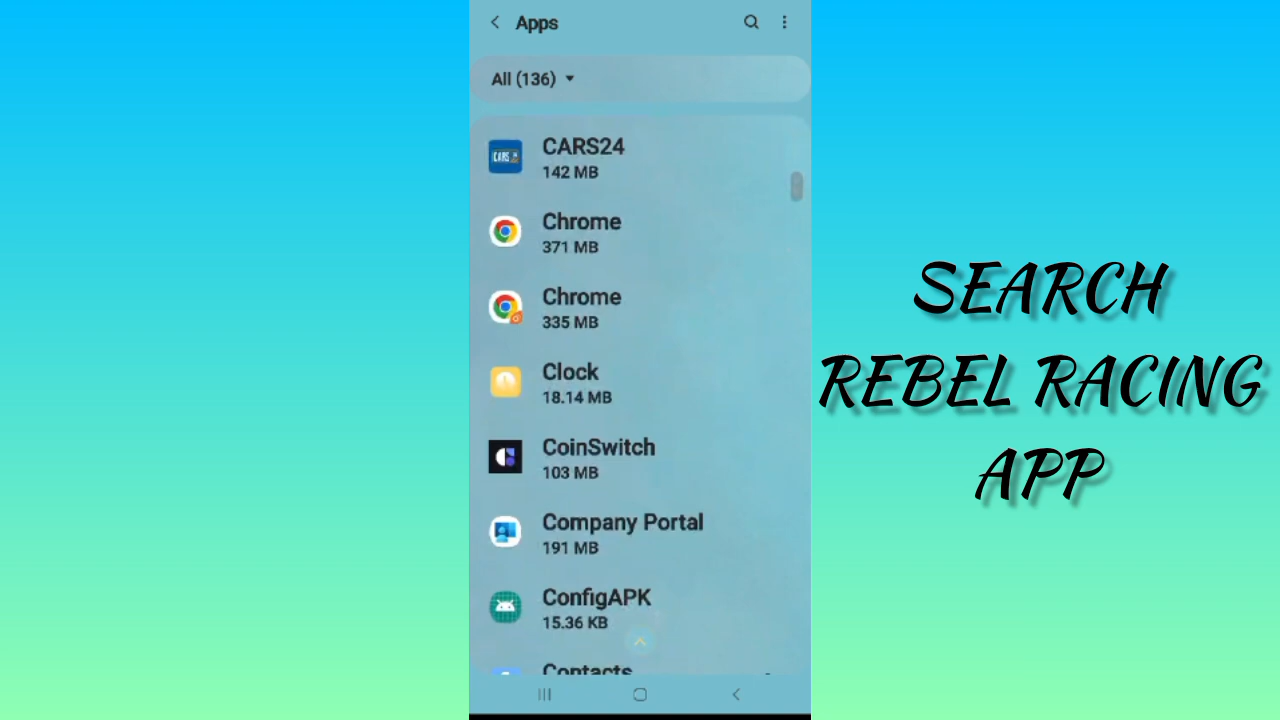 Apps
All (136)
CARS24
142 MB
Chrome
371 MB
Chrome
335 MB
Clock
18.14 MB
CoinSwitch
103 MB
Company Portal
191 MB
ConfigAPK
15.36 KB
Contacts
SEARCH
REBEL RACING
APP